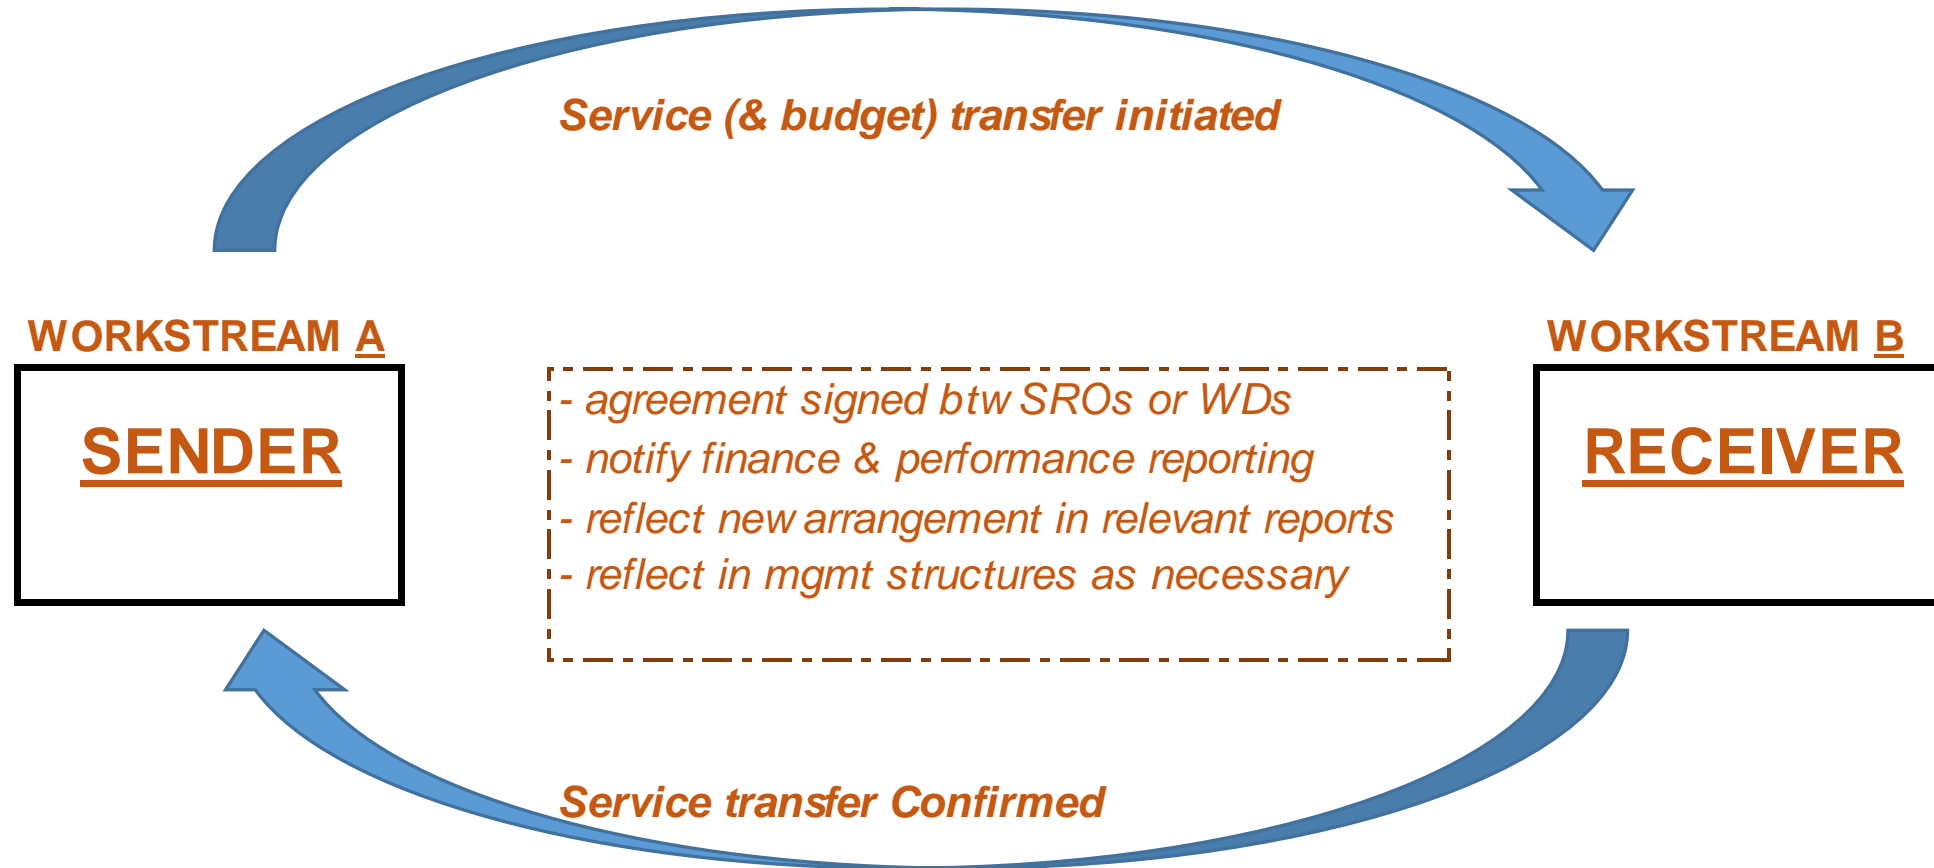 Service (& budget) transfer initiated
WORKSTREAM A
WORKSTREAM B
SENDER
- agreement signed btw SROs or WDs
- notify finance & performance reporting
- reflect new arrangement in relevant reports
- reflect in mgmt structures as necessary
RECEIVER
Service transfer Confirmed